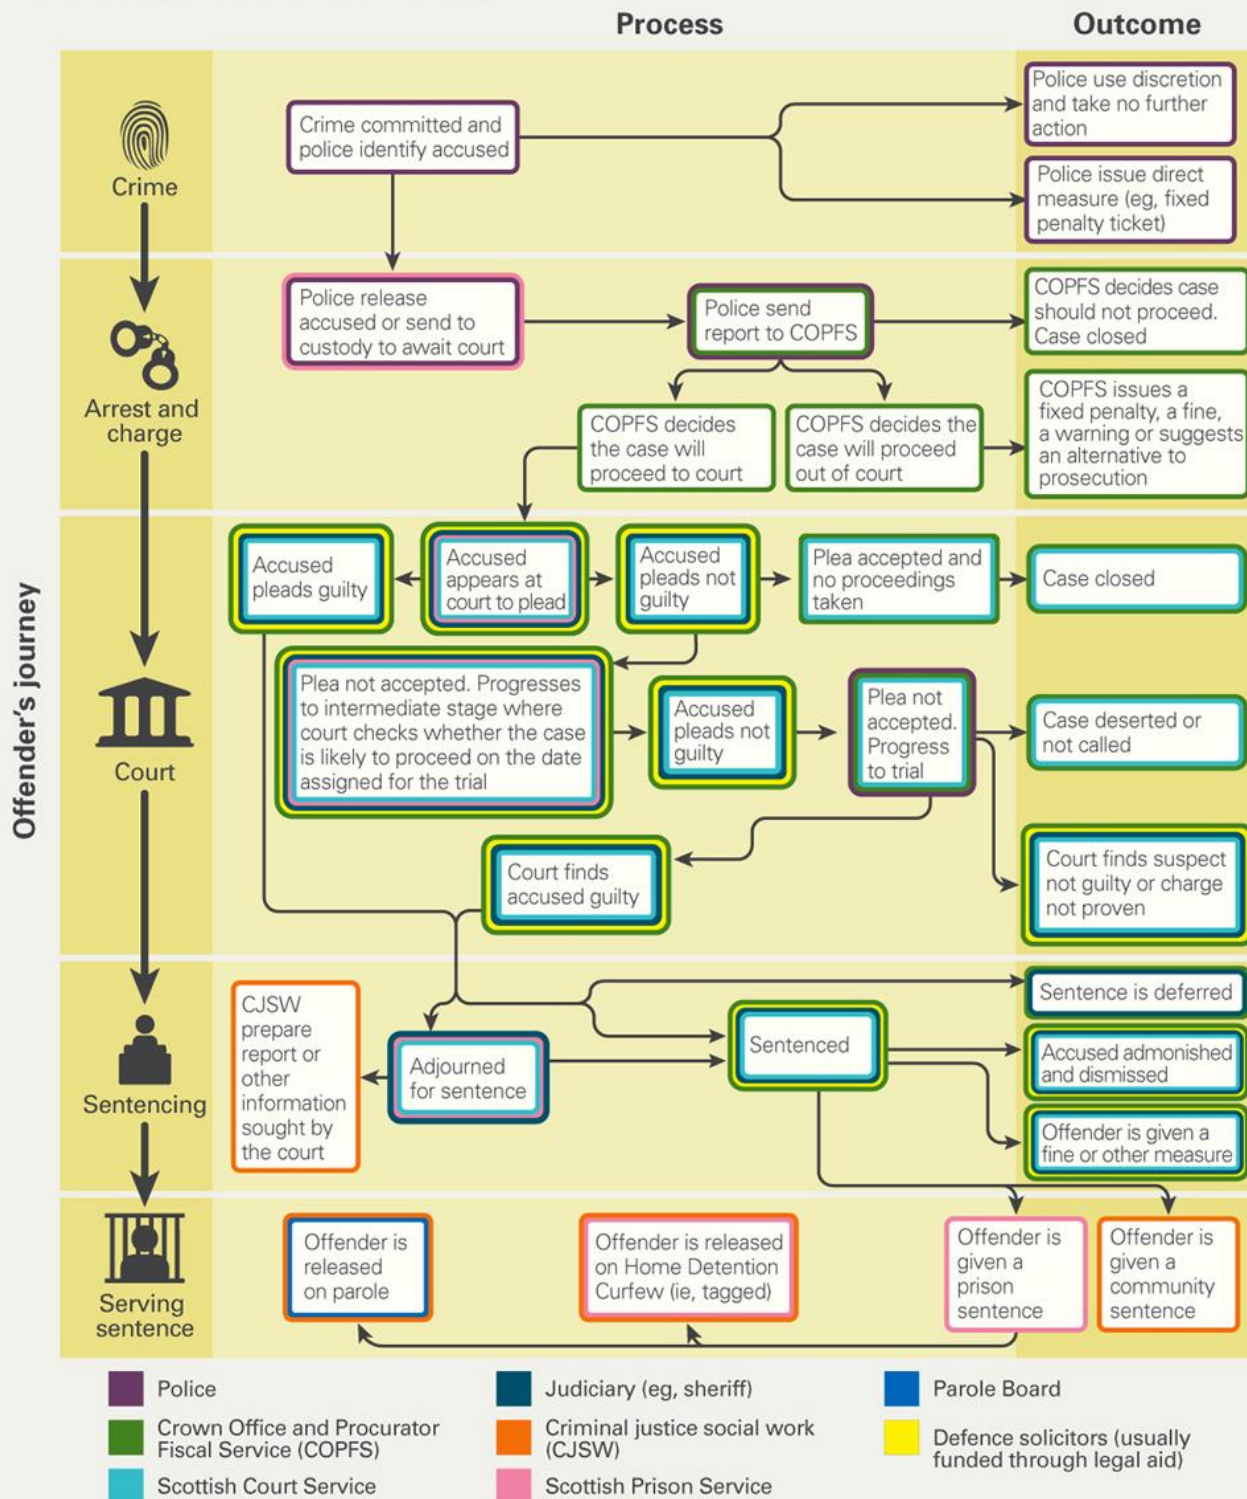 Process
Outcome
Offender's journey
Crime
Crime committed and
police identify accused
Police use discretion
and take no further
action
Police issue direct
measure (eg, fixed
penalty ticket)
Arrest and
charge
Police release
accused or send to
custody to await court
Police send
report to COPFS
COPFS decides case
should not proceed.
Case closed
COPFS decides
the case will
proceed to court
COPFS decides the
case will proceed
out of court
COPFS issues a
fixed penalty, a fine,
a warning or suggests
an alternative to
prosecution
Court
Accused
pleads guilty
Accused
appears at
court to plead
Accused
pleads not
guilty
Plea accepted and
no proceedings
taken
Case closed
Plea not accepted. Progresses
to intermediate stage where
court checks whether the case
is likely to proceed on the date
assigned for the trial
Accused
pleads not
guilty
Plea not
accepted.
Progress
to trial
Case deserted or
not called
Court finds
accused guilty
Court finds suspect
not guilty or charge
not proven
Sentencing
CJSW
prepare
report or
other
information
sought by
the court
Adjourned
for sentence
Sentenced
Sentence is deferred
Accused admonished
and dismissed
Offender is given a
fine or other measure
Serving
sentence
Offender is
released
on parole
Offender is released
on Home Detention
Curfew (ie, tagged)
Offender is
given a
prison
sentence
Offender is
given a
community
sentence
Police
Crown Office and Procurator
Fiscal Service (COPFS)
Scottish Court Service
Judiciary (eg, sheriff)
Criminal justice social work
(CJSW)
Scottish Prison Service
Parole Board
Defence solicitors (usually
funded through legal aid)